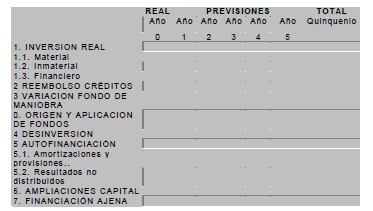 REAL PREVISIONES TOTAL
Año Año Año Año Año Año Quinquenio
0 1 2 3 4 5
1. INVERSION REAL
1.1. Material
1.2. Inmaterial
1.3. Financiero
2 REEMBOLSO CRÉDITOS
3 VARIACION FONDO DE
MANIOBRA
0. ORIGEN Y APLICACION
DE FONDOS
4 DESINVERSION
5 AUTOFINANCIACIÓN
5.1. Amortizaciones y
provisiones..
5.2. Resultados no
distribuidos
6. AMPLIACIONES CAPITAL
7. FINANCIACIÓN AJENA